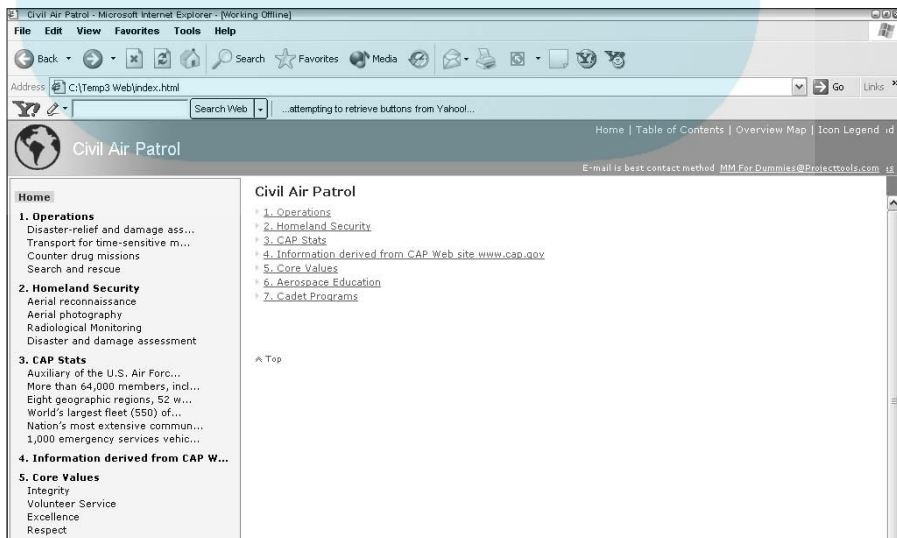 Civil Air Patrol - Microsoft Internet Explorer - [Working Offline]
File Edit View Favorites Tools Help
Back Search Favorites Media
Address C:\Temp3 Web\index.html Go Links »
Y! Search Web ...attempting to retrieve buttons from Yahoo!...
Home | Table of Contents | Overview Map | Icon Legend
Civil Air Patrol
E-mail is best contact method MM For Dummies@Projecttools.com
Home
1. Operations
Disaster-relief and damage ass...
Transport for time-sensitive m...
Counter drug missions
Search and rescue
2. Homeland Security
Aerial reconnaissance
Aerial photography
Radiological Monitoring
Disaster and damage assessment
3. CAP Stats
Auxiliary of the U.S. Air Forc...
More than 64,000 members, incl...
Eight geographic regions, 52 w...
World's largest fleet (550) of...
Nation's most extensive commun...
1,000 emergency services vehic...
4. Information derived from CAP W...
5. Core Values
Integrity
Volunteer Service
Excellence
Respect
Civil Air Patrol
1. Operations
2. Homeland Security
3. CAP Stats
4. Information derived from CAP Web site www.cap.gov
5. Core Values
6. Aerospace Education
7. Cadet Programs
Top